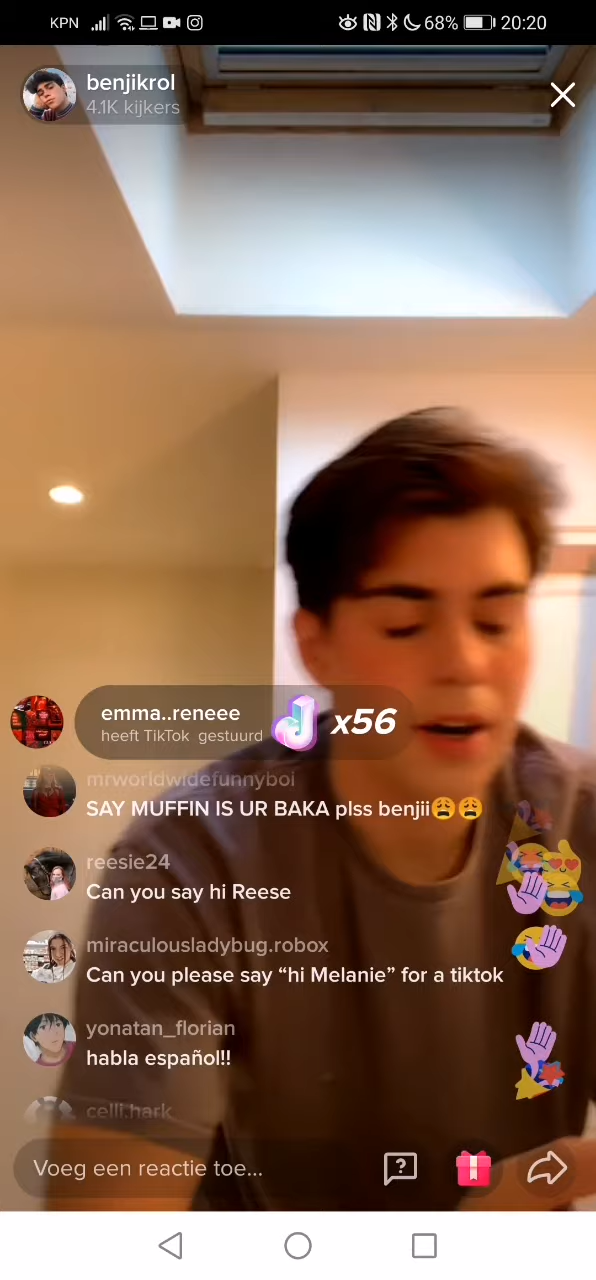 KPN
68%
20:20
benjikrol
4.1K kijkers
emma..reneee
heeft TikTok gestuurd
x56
mrworldwidefunnyboi
SAY MUFFIN IS UR BAKA plss benjii😩😩
reesie24
Can you say hi Reese
miraculousladybug.robox
Can you please say “hi Melanie” for a tiktok
yonatan_florian
habla español!!
celli.hark
Voeg een reactie toe...